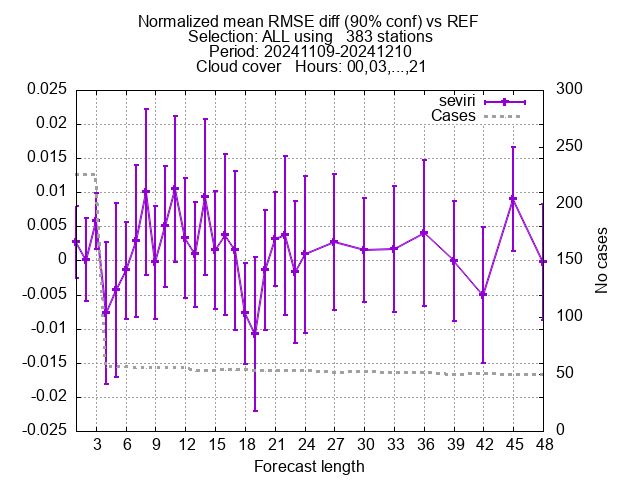 Normalized mean RMSE diff (90% conf) vs REF
Selection: ALL using   383 stations
Period: 20241109-20241210
Cloud cover   Hours: 00,03,...,21
seviri
Cases
0.025
0.02
0.015
0.01
0.005
0
-0.005
-0.01
-0.015
-0.02
-0.025
300
250
200
150
100
50
0
No cases
3 6 9 12 15 18 21 24 27 30 33 36 39 42 45 48
Forecast length